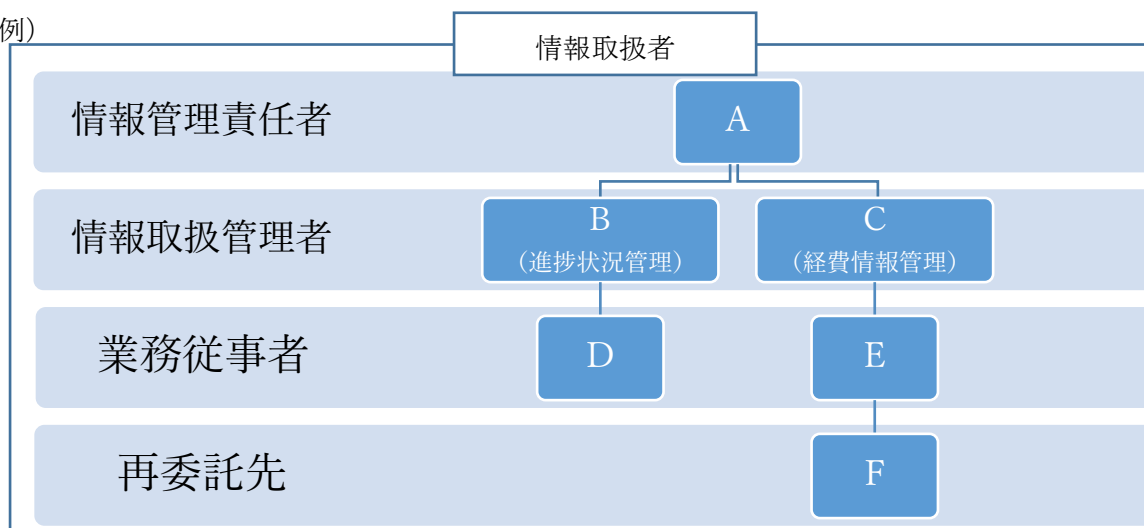 例）
情報取扱者
情報管理責任者
A
情報取扱管理者
B
（進捗状況管理）
C
（経費情報管理）
業務従事者
D
E
再委託先
F